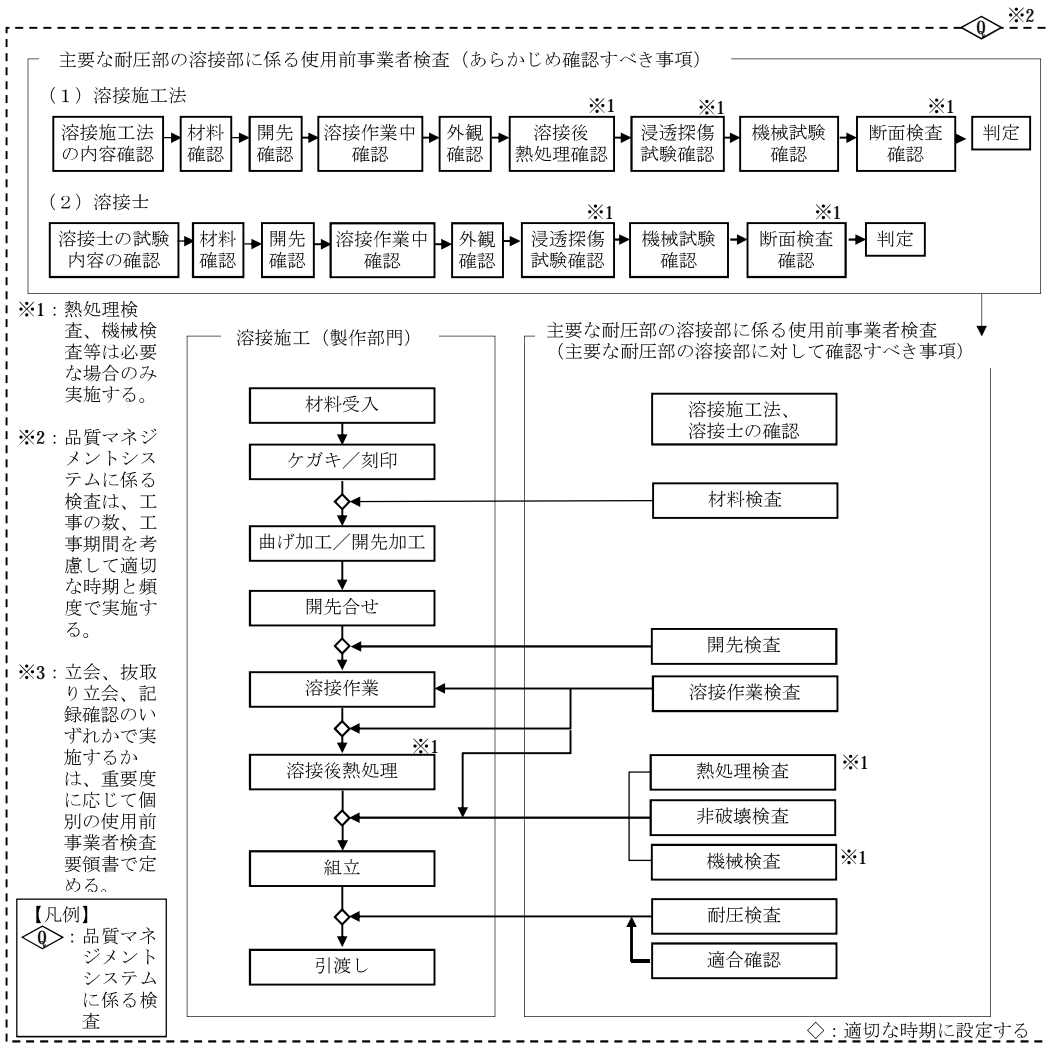 Q ※2
主要な耐圧部の溶接部に係る使用前事業者検査（あらかじめ確認すべき事項）
（１）溶接施工法
溶接施工法
の内容確認
材料
確認
開先
確認
溶接作業中
確認
外観
確認
※1
溶接後
熱処理確認
※1
浸透探傷
試験確認
機械試験
確認
※1
断面検査
確認
判定
（２）溶接士
溶接士の試験
内容の確認
材料
確認
開先
確認
溶接作業中
確認
外観
確認
※1
浸透探傷
試験確認
機械試験
確認
※1
断面検査
確認
判定
※1：熱処理検
査、機械検
査等は必要
な場合のみ
実施する。
※2：品質マネジ
メントシス
テムに係る
検査は、工
事の数、工
事期間を考
慮して適切
な時期と頻
度で実施す
る。
※3：立会、抜取
り立会、記
録確認のい
ずれかで実
施するか
は、重要度
に応じて個
別の使用前
事業者検査
要領書で定
める。
【凡例】
Q：品質マネ
ジメント
システム
に係る検
査
溶接施工（製作部門）
材料受入
ケガキ／刻印
曲げ加工／開先加工
開先合せ
溶接作業
※1
溶接後熱処理
組立
引渡し
主要な耐圧部の溶接部に係る使用前事業者検査
（主要な耐圧部の溶接部に対して確認すべき事項）
溶接施工法、
溶接士の確認
材料検査
開先検査
溶接作業検査
熱処理検査 ※1
非破壊検査
機械検査 ※1
耐圧検査
適合確認
◇：適切な時期に設定する